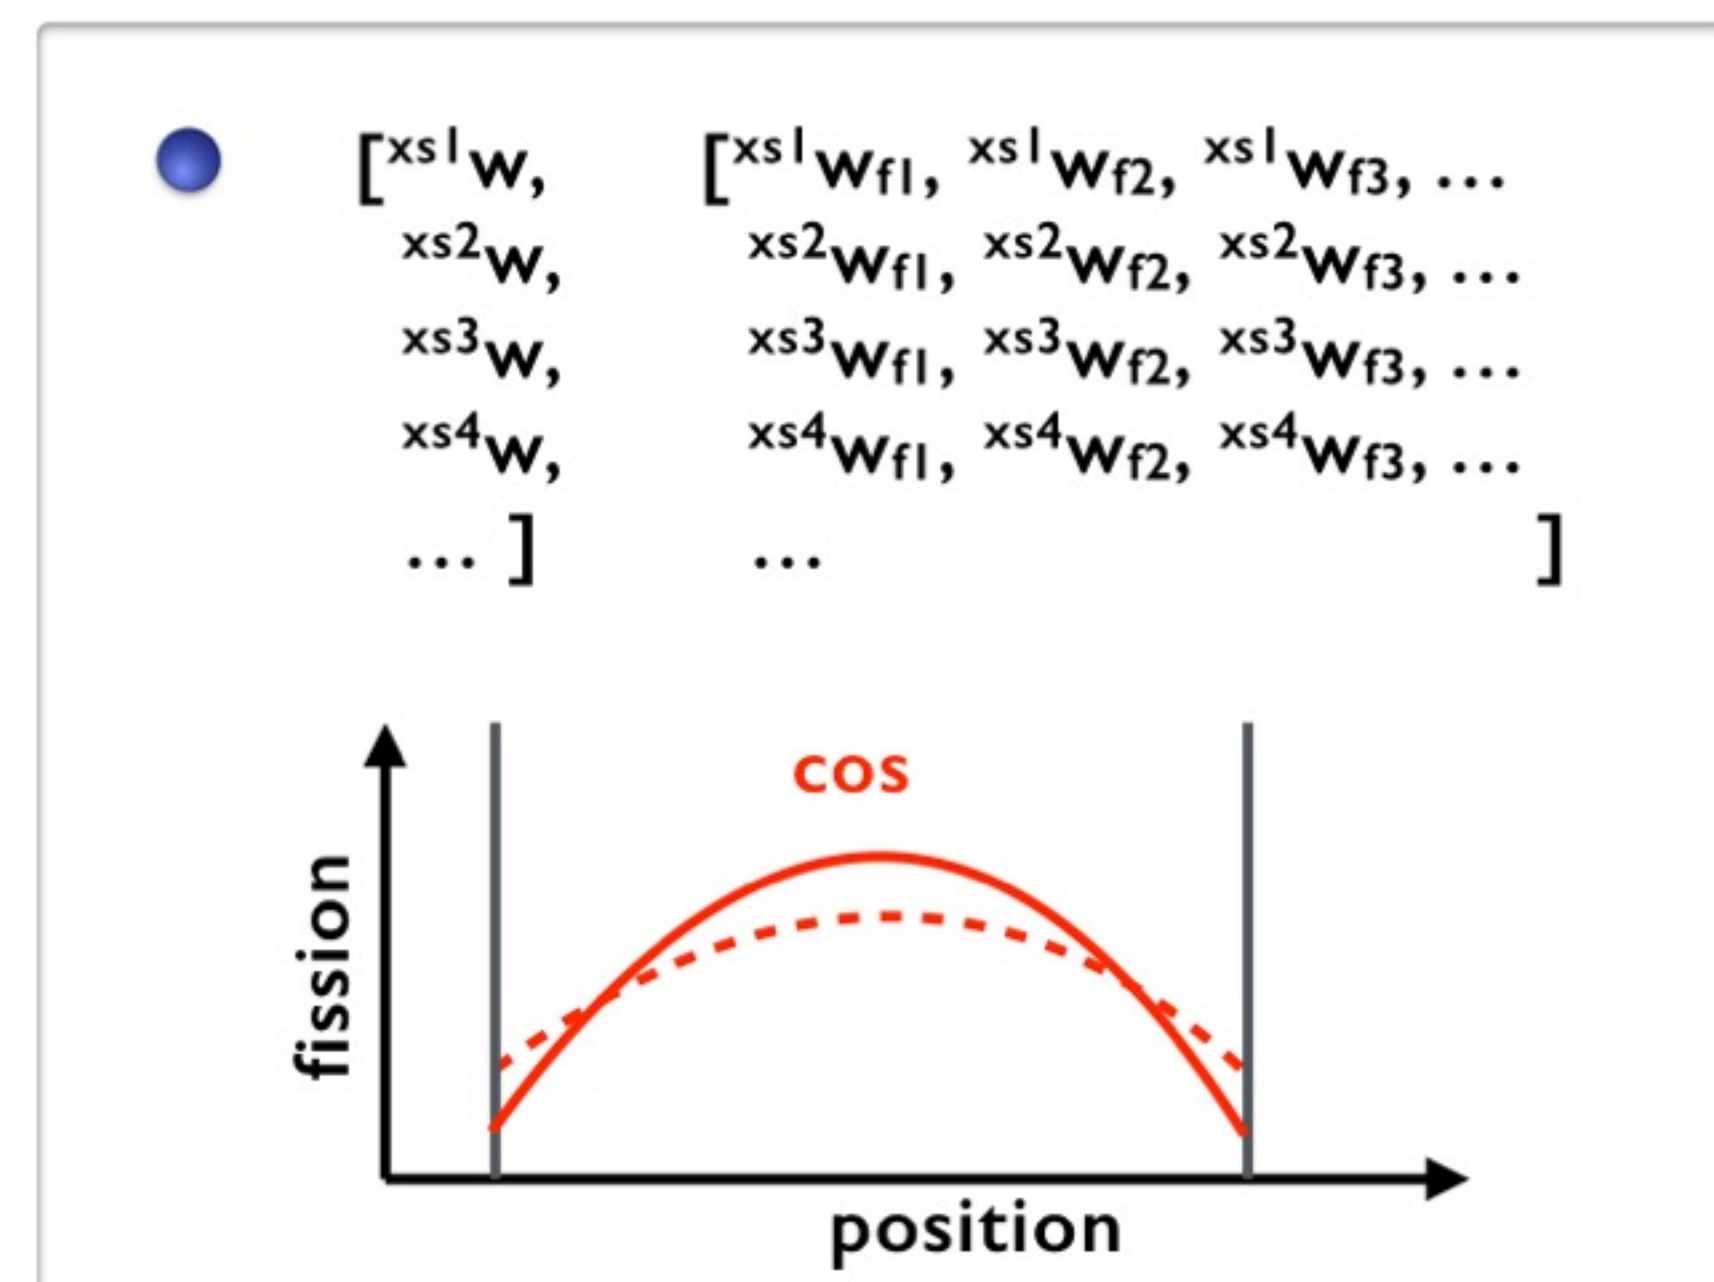 [xs1w, [xs1wf1, xs1wf2, xs1wf3, ...
xs2w, xs2wf1, xs2wf2, xs2wf3, ...
xs3w, xs3wf1, xs3wf2, xs3wf3, ...
xs4w, xs4wf1, xs4wf2, xs4wf3, ...
... ] ... ]
cos
fission
position